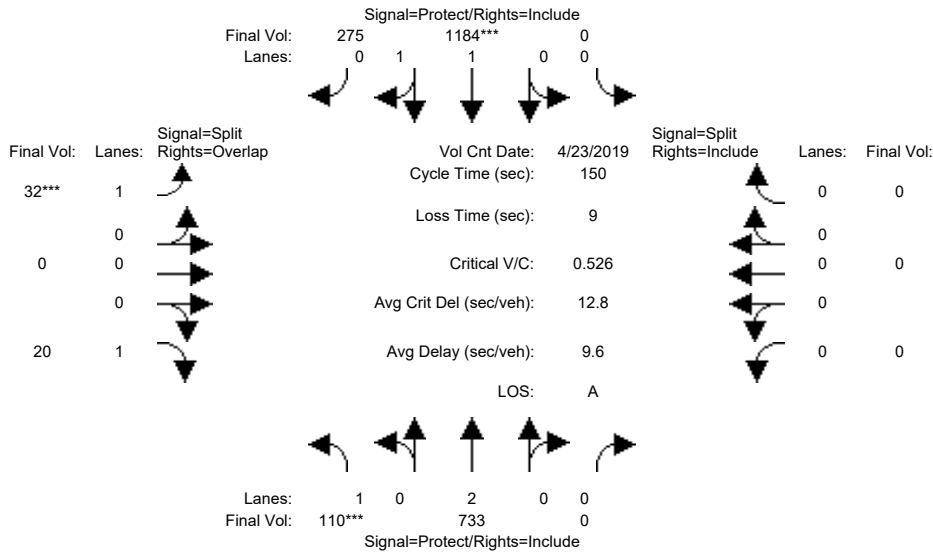 Signal=Protect/Rights=Include
Final Vol: 275 1184*** 0
Lanes: 0 1 1 0 0
Signal=Split
Final Vol: Lanes: Rights=Overlap
Vol Cnt Date: 4/23/2019
Signal=Split
Rights=Include Lanes: Final Vol:
Cycle Time (sec): 150
32*** 1
0 0
Loss Time (sec): 9
0
0
0 0
Critical V/C: 0.526
0 0
0
Avg Crit Del (sec/veh): 12.8
0
20 1
Avg Delay (sec/veh): 9.6
0 0
LOS: A
Lanes: 1 0 2 0 0
Final Vol: 110*** 733 0
Signal=Protect/Rights=Include